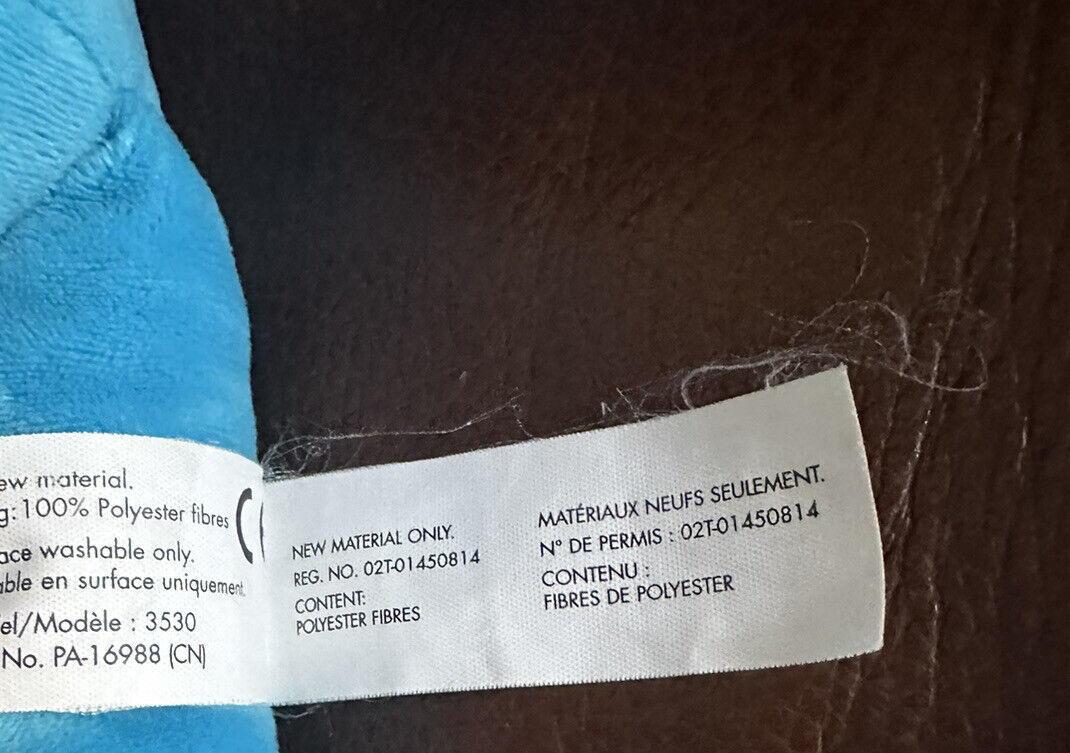 ew material.
g: 100% Polyester fibres
ace washable only.
able en surface uniquement.
el/Modèle : 3530
No. PA-16988 (CN)
NEW MATERIAL ONLY.
REG. NO. 02T-01450814
CONTENT:
POLYESTER FIBRES
MATÉRIAUX NEUFS SEULEMENT.
N° DE PERMIS : 02T-01450814
CONTENU :
FIBRES DE POLYESTER